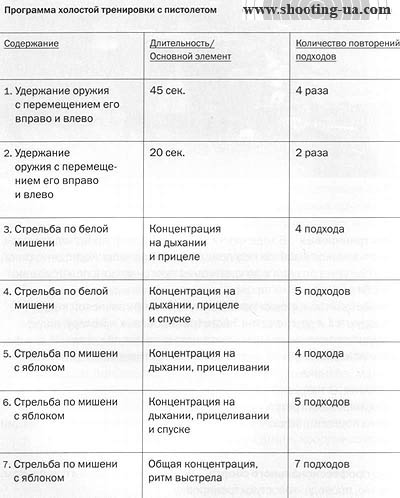 www.shooting-ua.com
Программа холостой тренировки с пистолетом
Содержание
Длительность/
Основной элемент
Количество повторений
подходов
1. Удержание оружия
с перемещением его
вправо и влево
45 сек.
4 раза
2. Удержание
оружия с перемеще-
нием его вправо
и влево
20 сек.
2 раза
3. Стрельба по белой
мишени
Концентрация
на дыхании
и прицеле
4 подхода
4. Стрельба по белой
мишени
Концентрация на
дыхании, прицеле
и спуске
5 подходов
5. Стрельба по мишени
с яблоком
Концентрация на
дыхании, прицеливании
4 подхода
6. Стрельба по мишени
с яблоком
Концентрация на
дыхании, прицеливании
и спуске
5 подходов
7. Стрельба по мишени
с яблоком
Общая концентрация,
ритм выстрела
7 подходов